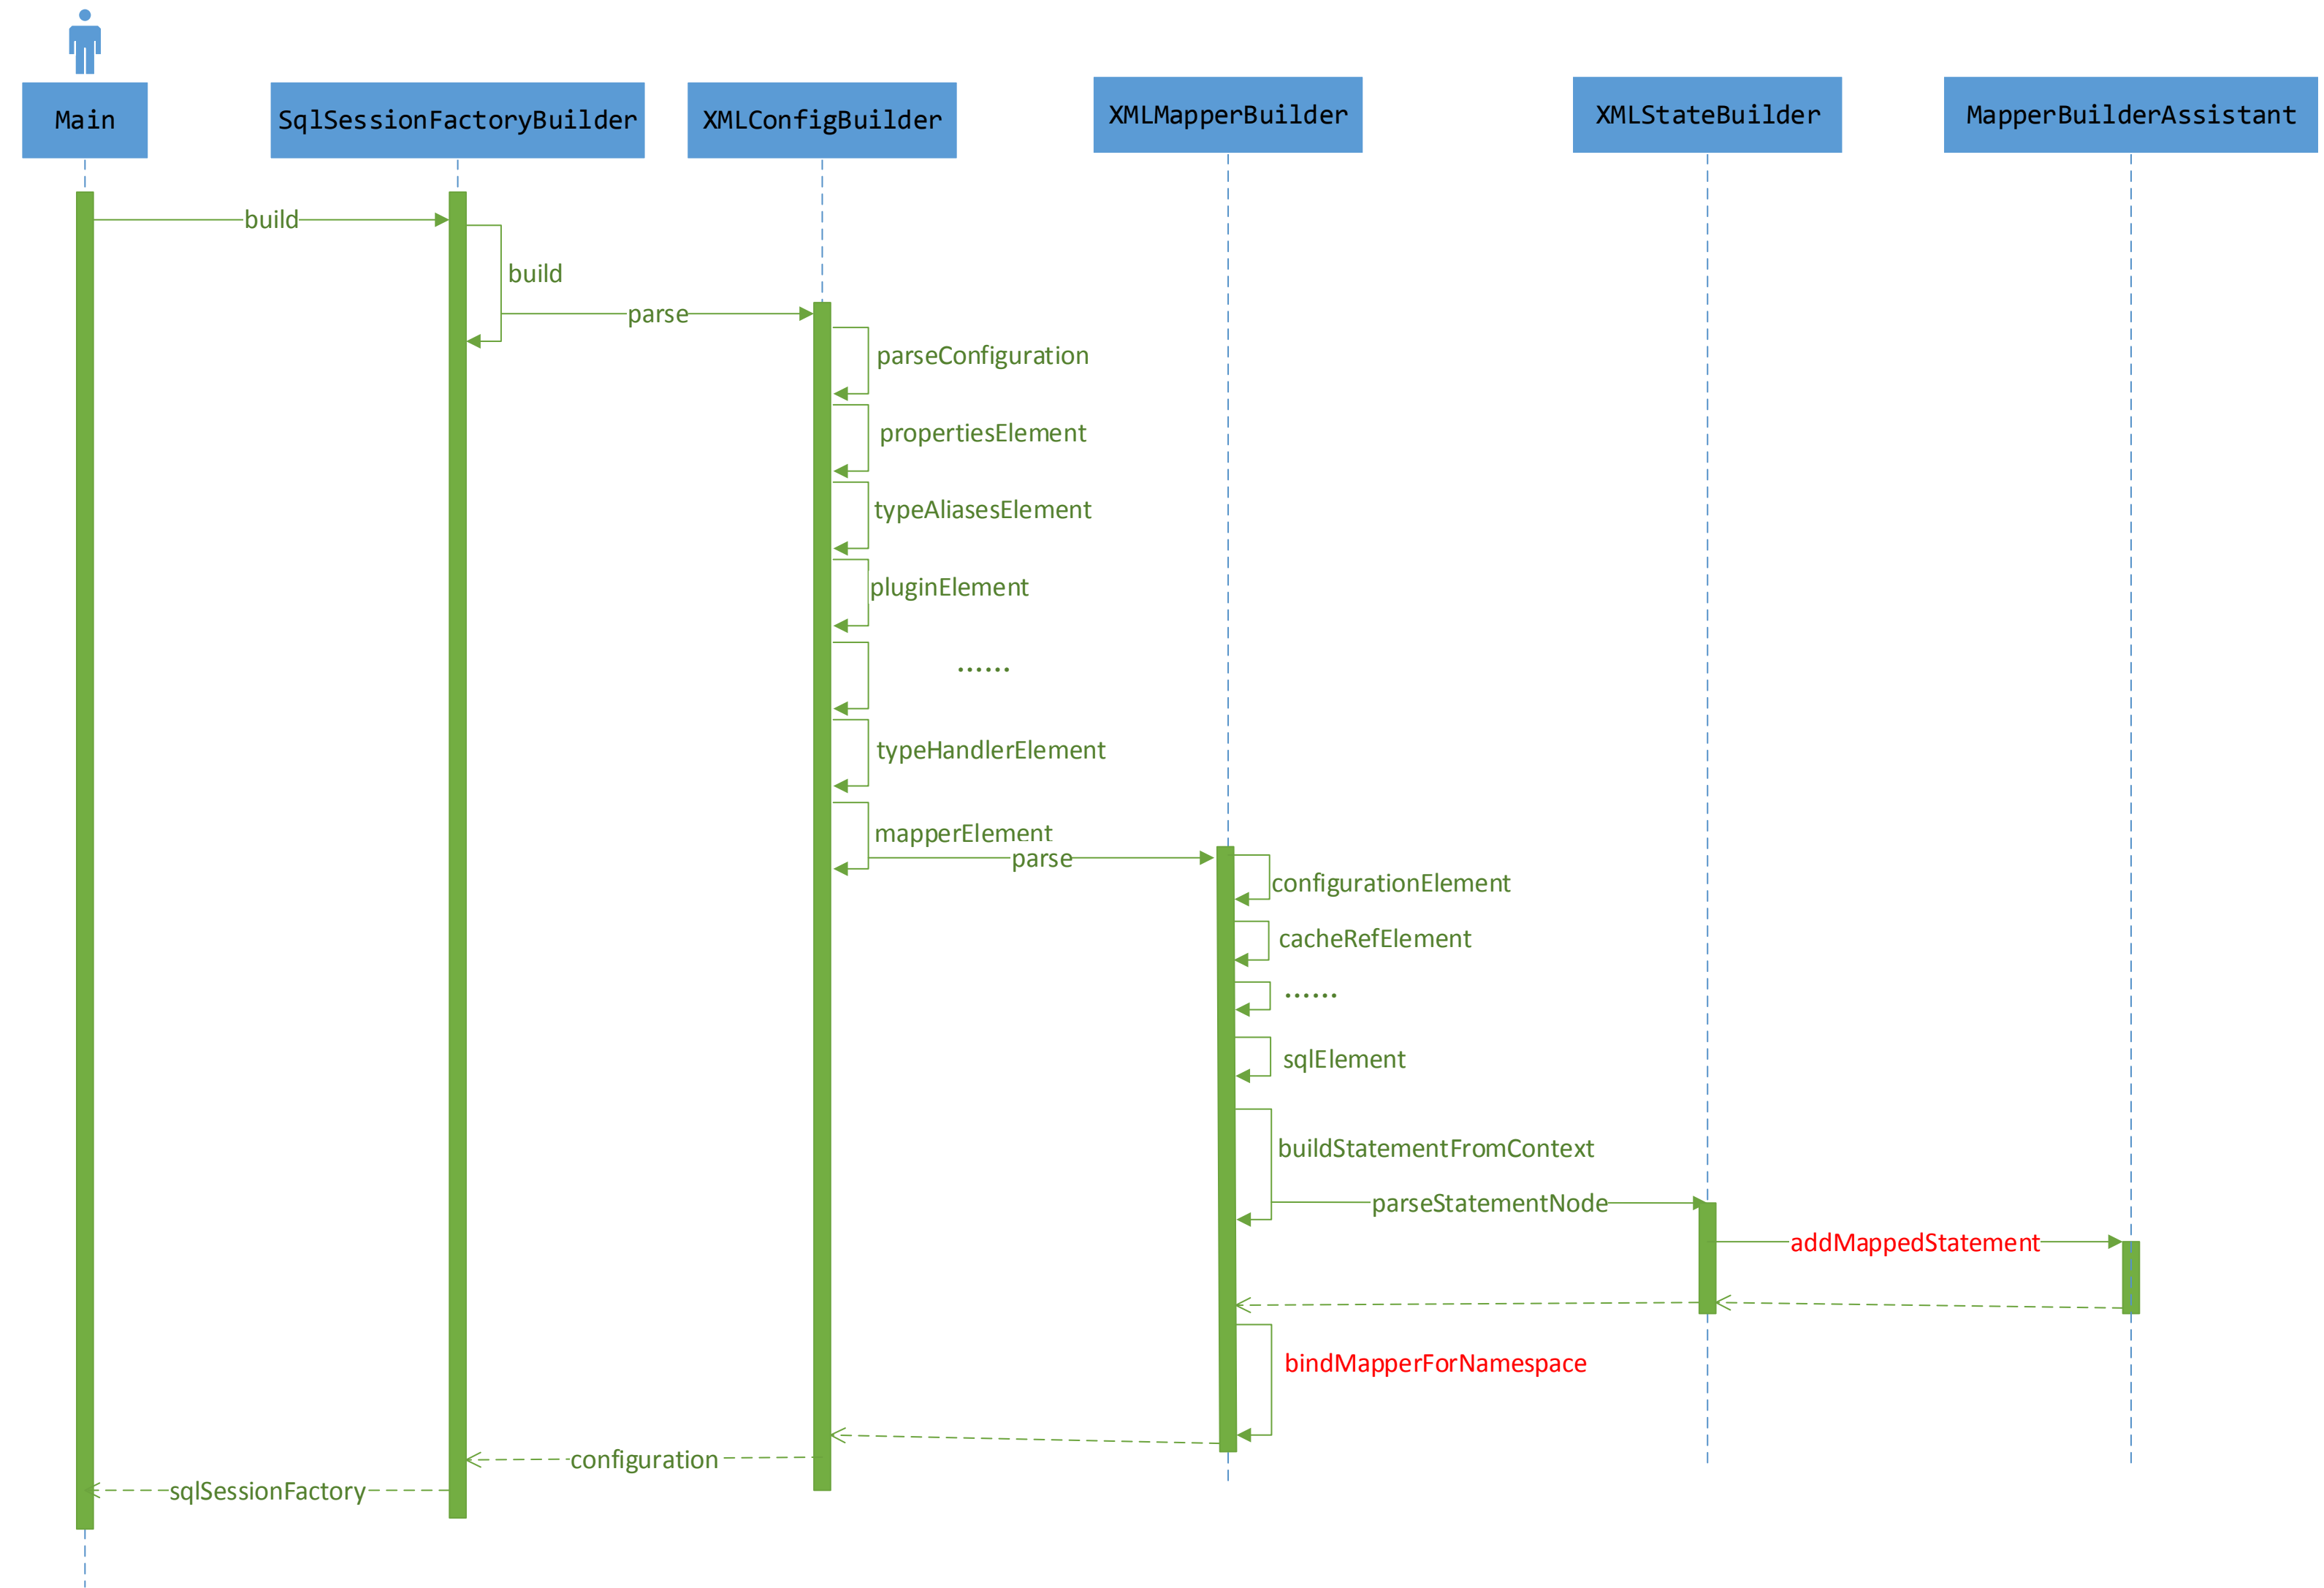 Main
SqlSessionFactoryBuilder
XMLConfigBuilder
XMLMapperBuilder
XMLStateBuilder
MapperBuilderAssistant
build
build
parse
parseConfiguration
propertiesElement
typeAliasesElement
pluginElement
......
typeHandlerElement
mapperElement
parse
configurationElement
cacheRefElement
......
sqlElement
buildStatementFromContext
parseStatementNode
addMappedStatement
bindMapperForNamespace
configuration
sqlSessionFactory